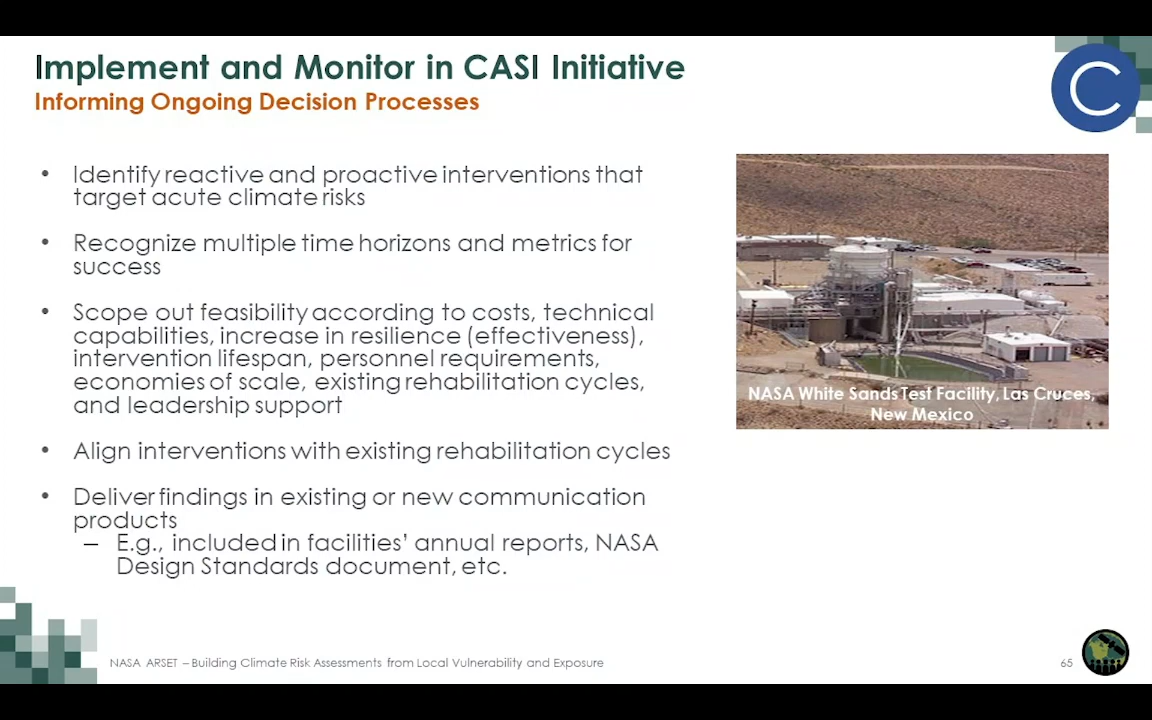 Implement and Monitor in CASI Initiative
Informing Ongoing Decision Processes
C
• Identify reactive and proactive interventions that
target acute climate risks
• Recognize multiple time horizons and metrics for
success
• Scope out feasibility according to costs, technical
capabilities, increase in resilience (effectiveness),
intervention lifespan, personnel requirements,
economies of scale, existing rehabilitation cycles,
and leadership support
• Align interventions with existing rehabilitation cycles
• Deliver findings in existing or new communication
products
– E.g., included in facilities’ annual reports, NASA
Design Standards document, etc.
NASA White Sands Test Facility, Las Cruces,
New Mexico
NASA ARSET – Building Climate Risk Assessments from Local Vulnerability and Exposure
65